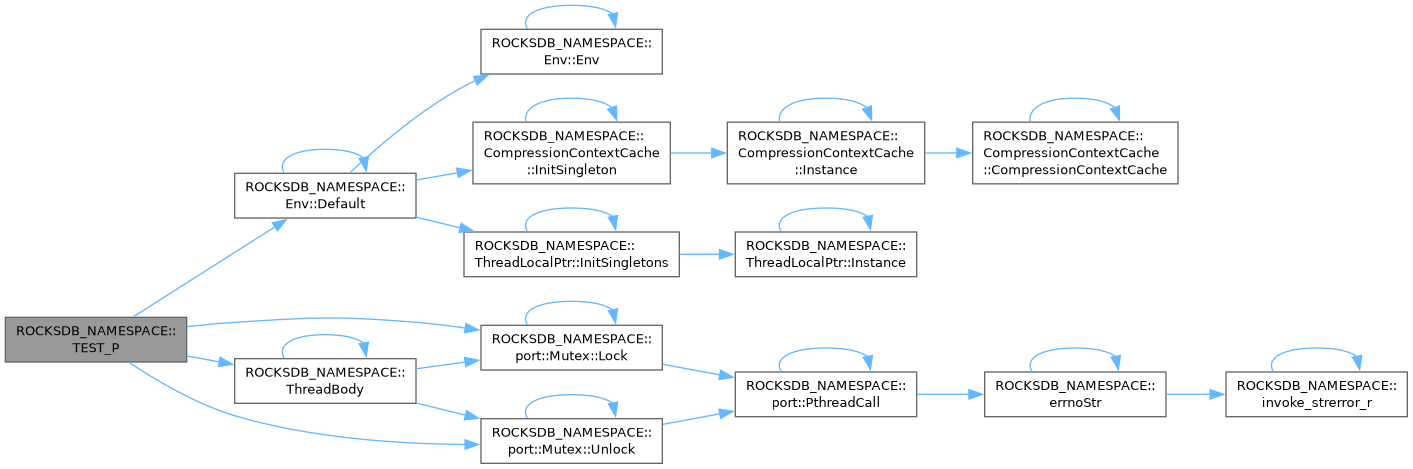 ROCKSDB_NAMESPACE::
TEST_P
ROCKSDB_NAMESPACE::
Env::Default
ROCKSDB_NAMESPACE::
Env::Env
ROCKSDB_NAMESPACE::
CompressionContextCache
::InitSingleton
ROCKSDB_NAMESPACE::
CompressionContextCache
::Instance
ROCKSDB_NAMESPACE::
CompressionContextCache
::CompressionContextCache
ROCKSDB_NAMESPACE::
ThreadLocalPtr::InitSingletons
ROCKSDB_NAMESPACE::
ThreadLocalPtr::Instance
ROCKSDB_NAMESPACE::
port::Mutex::Lock
ROCKSDB_NAMESPACE::
ThreadBody
ROCKSDB_NAMESPACE::
port::Mutex::Unlock
ROCKSDB_NAMESPACE::
port::PthreadCall
ROCKSDB_NAMESPACE::
errnoStr
ROCKSDB_NAMESPACE::
invoke_strerror_r